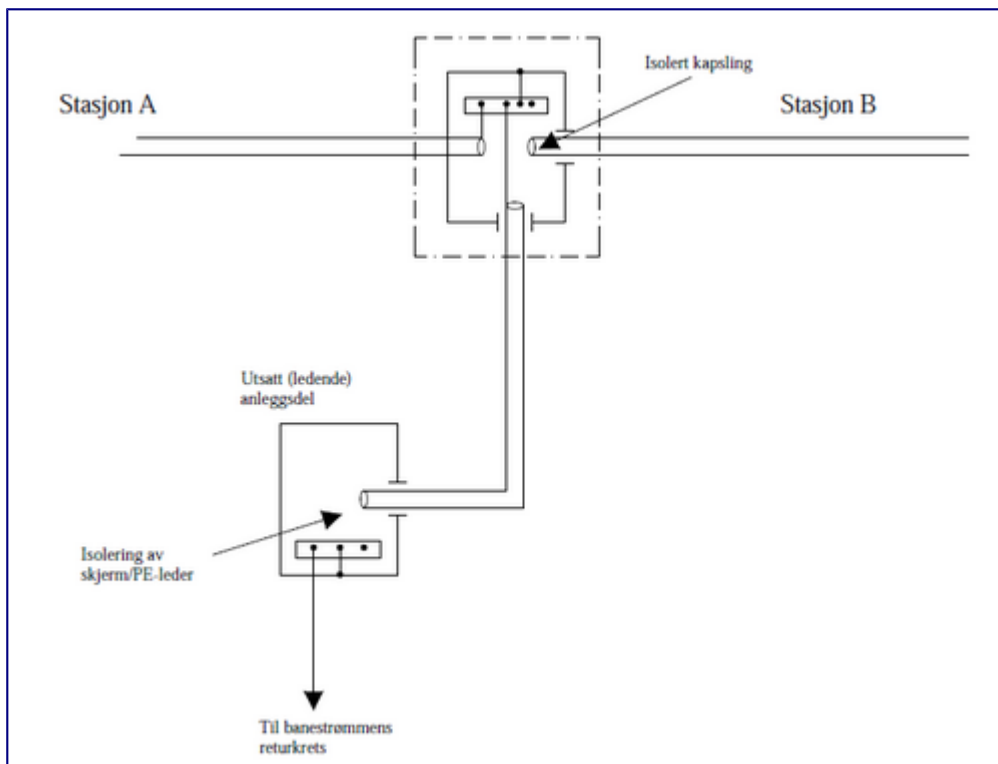 Isolert kapsling
Stasjon A
Stasjon B
Utsatt (ledende)
anleggsdel
Isolering av
skjerm/PE-leder
Til banestrømmens
returkrets